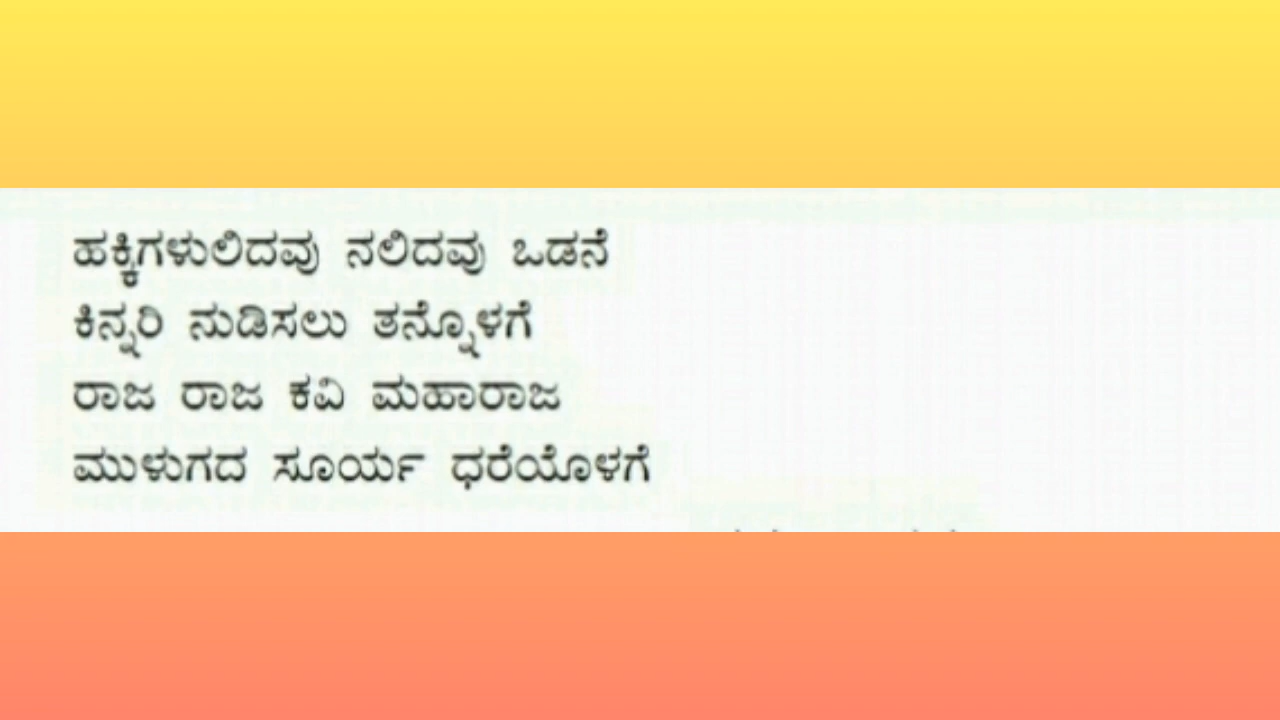 ಹಕ್ಕಿಗಳುಲಿದವು ನಲಿದವು ಒಡನೆ
ಕಿನ್ನರಿ ನುಡಿಸಲು ತನ್ನೊಳಗೆ
ರಾಜ ರಾಜ ಕವಿ ಮಹಾರಾಜ
ಮುಳುಗದ ಸೂರ್ಯ ಧರೆಯೊಳಗೆ